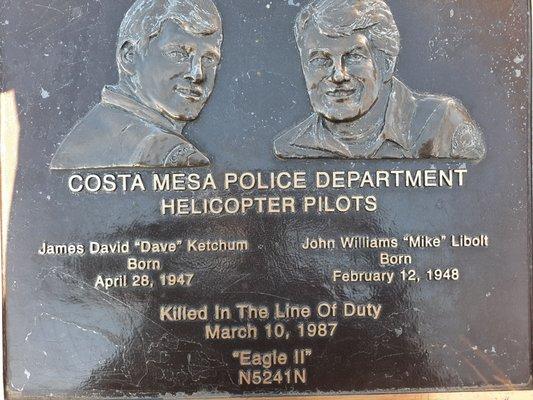 COSTA MESA POLICE DEPARTMENT
HELICOPTER PILOTS
James David "Dave" Ketchum
Born
April 28, 1947
John Williams "Mike" Libolt
Born
February 12, 1948
Killed In The Line Of Duty
March 10, 1987
"Eagle II"
N5241N